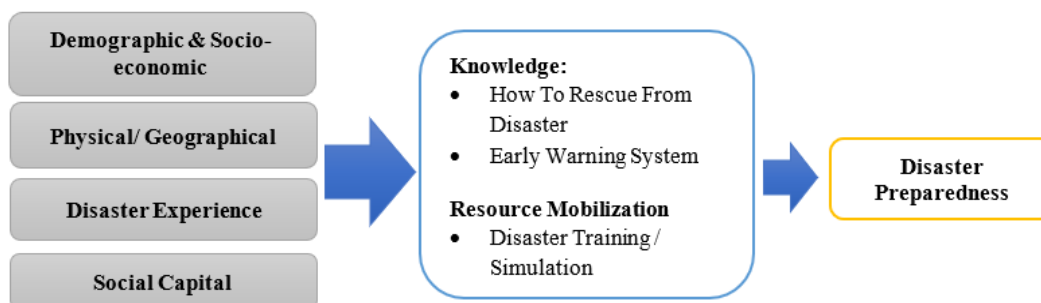 Demographic & Socio-
economic
Physical/ Geographical
Disaster Experience
Social Capital
Knowledge:
• How To Rescue From
Disaster
• Early Warning System
Resource Mobilization
• Disaster Training /
Simulation
Disaster
Preparedness